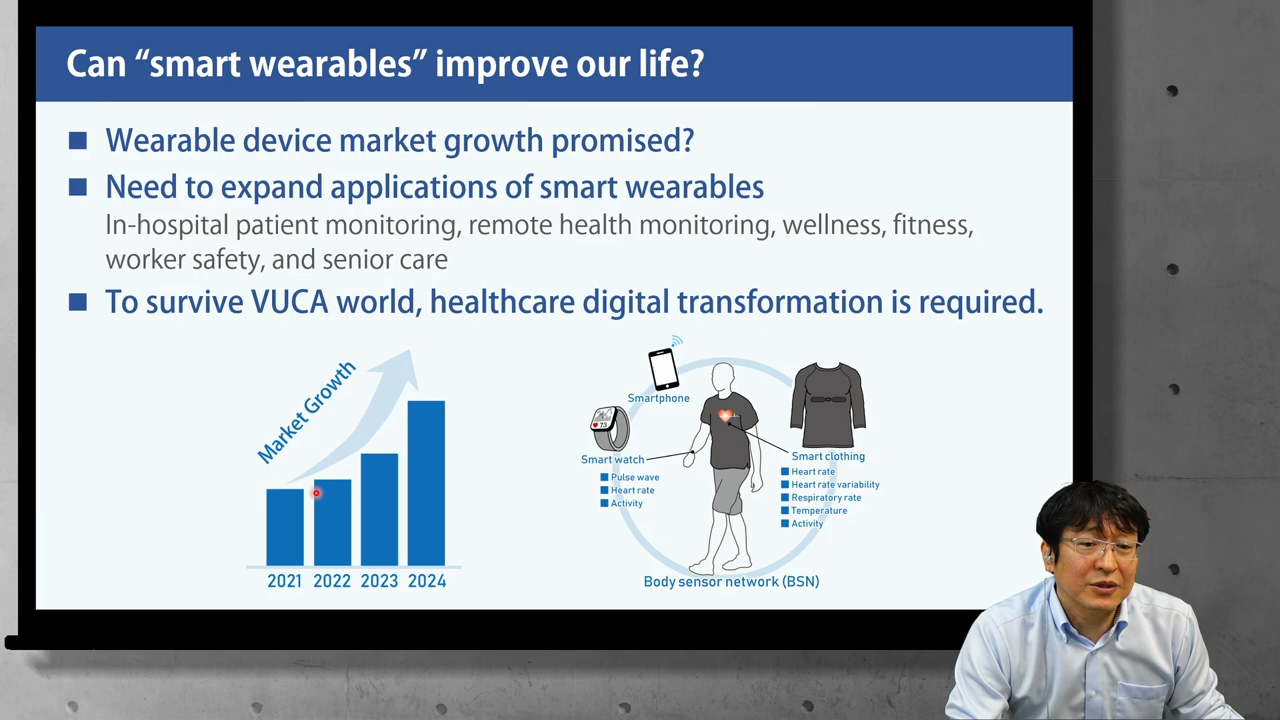 Can “smart wearables” improve our life?
Wearable device market growth promised?
Need to expand applications of smart wearables
In-hospital patient monitoring, remote health monitoring, wellness, fitness,
worker safety, and senior care
To survive VUCA world, healthcare digital transformation is required.
Market Growth
2021 2022 2023 2024
Smartphone
73
Smart watch
Pulse wave
Heart rate
Activity
Smart clothing
Heart rate
Heart rate variability
Respiratory rate
Temperature
Activity
Body sensor network (BSN)